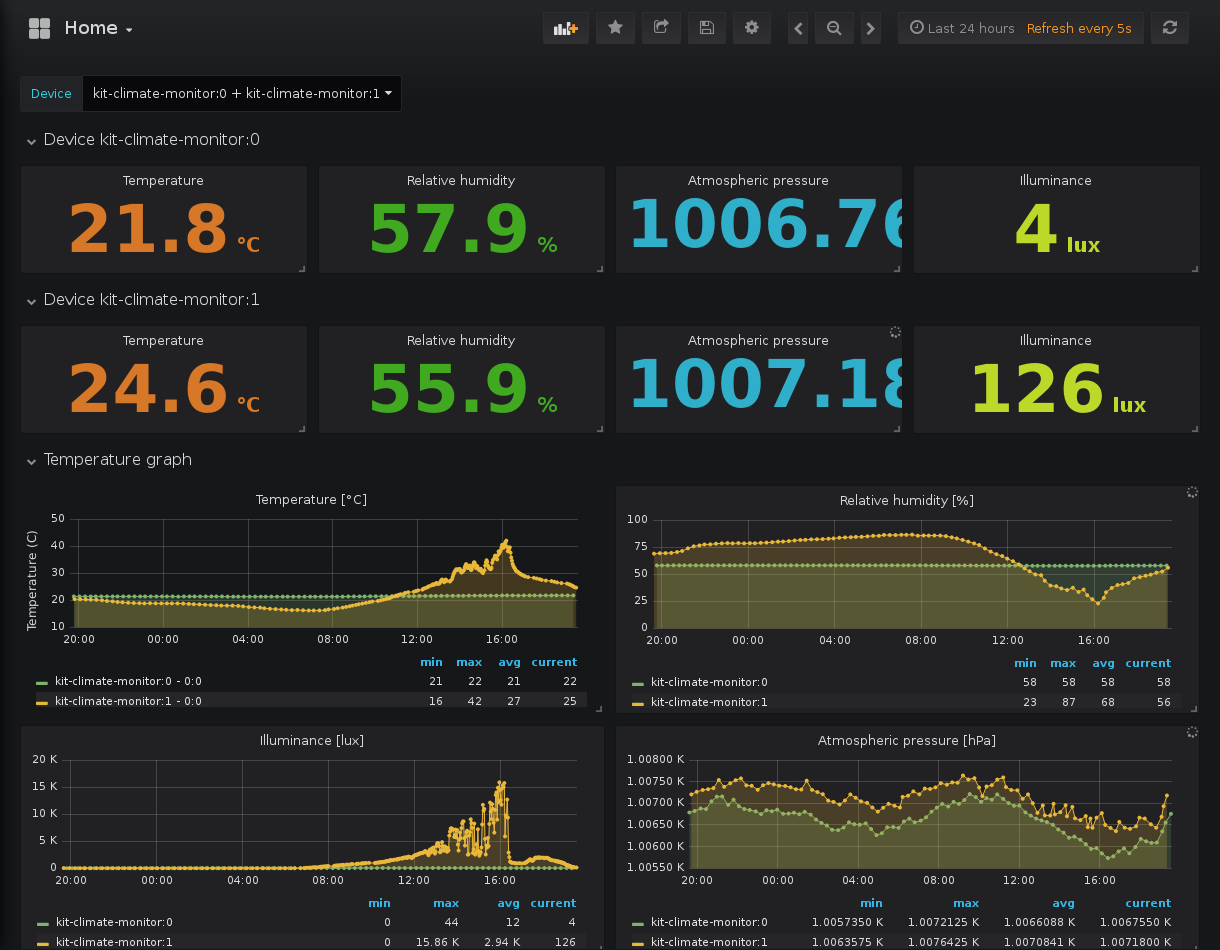 Home
Last 24 hours Refresh every 5s
Device kit-climate-monitor:0 + kit-climate-monitor:1
Device kit-climate-monitor:0
Temperature Relative humidity Atmospheric pressure Illuminance
21.8 °C 57.9 % 1006.76 4 lux
Device kit-climate-monitor:1
Temperature Relative humidity Atmospheric pressure Illuminance
24.6 °C 55.9 % 1007.18 126 lux
Temperature graph
Temperature [°C]
Temperature (C)
50
40
30
20
10
20:00 00:00 04:00 08:00 12:00 16:00
min max avg current
kit-climate-monitor:0 - 0:0 21 22 21 22
kit-climate-monitor:1 - 0:0 16 42 27 25
Relative humidity [%]
100
75
50
25
0
20:00 00:00 04:00 08:00 12:00 16:00
min max avg current
kit-climate-monitor:0 58 58 58 58
kit-climate-monitor:1 23 87 68 56
Illuminance [lux]
20 K
15 K
10 K
5 K
0
20:00 00:00 04:00 08:00 12:00 16:00
min max avg current
kit-climate-monitor:0 0 44 12 4
kit-climate-monitor:1 0 15.86 K 2.94 K 126
Atmospheric pressure [hPa]
1.00800 K
1.00750 K
1.00700 K
1.00650 K
1.00600 K
1.00550 K
20:00 00:00 04:00 08:00 12:00 16:00
min max avg current
kit-climate-monitor:0 1.0057350 K 1.0072125 K 1.0066088 K 1.0067550 K
kit-climate-monitor:1 1.0063575 K 1.0076425 K 1.0070841 K 1.0071800 K